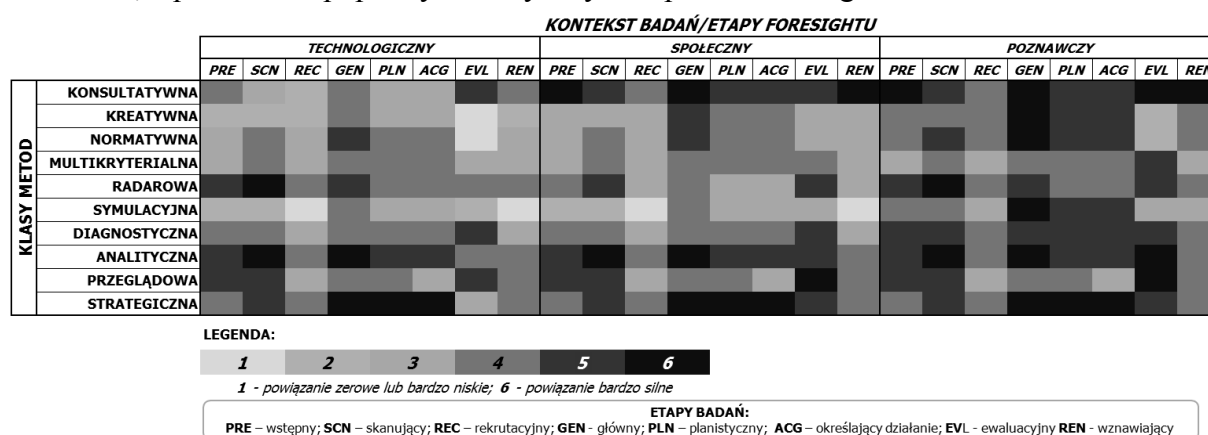 KONTEKST BADAŃ/ETAPY FORESIGHTU
TECHNOLOGICZNY SPOŁECZNY POZNAWCZY
PRE SCN REC GEN PLN ACG EVL REN PRE SCN REC GEN PLN ACG EVL REN PRE SCN REC GEN PLN ACG EVL REN
KLASY METOD
KONSULTATYWNA
KREATYWNA
NORMATYWNA
MULTIKRYTERIALNA
RADAROWA
SYMULACYJNA
DIAGNOSTYCZNA
ANALITYCZNA
PRZEGLĄDOWA
STRATEGICZNA
LEGENDA:
1 2 3 4 5 6
1 - powiązanie zerowe lub bardzo niskie; 6 - powiązanie bardzo silne
ETAPY BADAŃ:
PRE – wstępny; SCN – skanujący; REC – rekrutacyjny; GEN - główny; PLN – planistyczny; ACG – określający działanie; EVL - ewaluacyjny REN - wznawiający